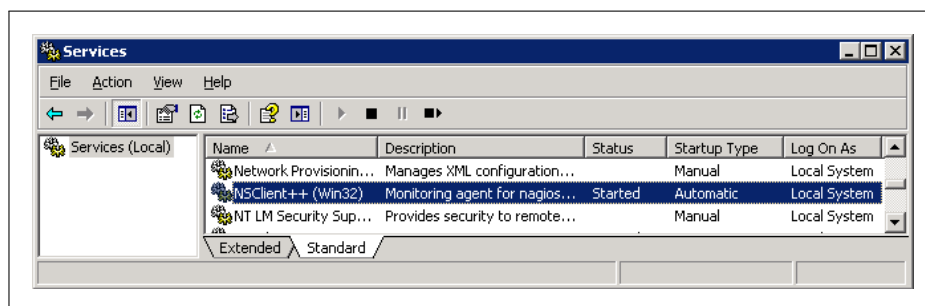 Services
File Action View Help
Services (Local)
Name Description Status Startup Type Log On As
Network Provisionin... Manages XML configuration... Manual Local System
NSClient++ (Win32) Monitoring agent for nagios... Started Automatic Local System
NT LM Security Sup... Provides security to remote... Manual Local System
Extended Standard